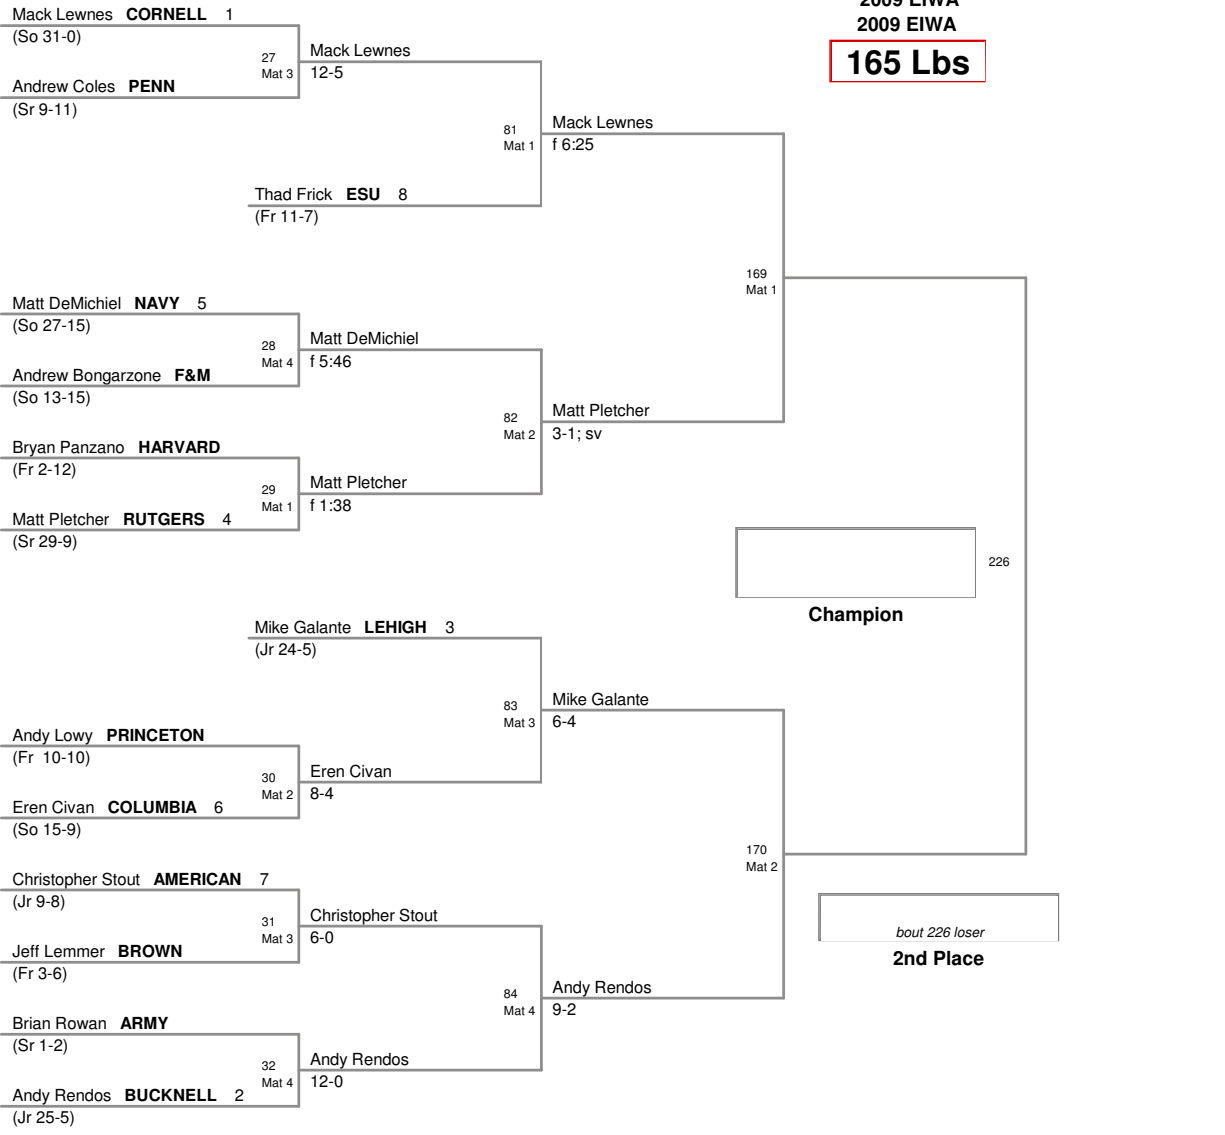 2009 EIWA
2009 EIWA
165 Lbs
Mack Lewnes CORNELL 1
(So 31-0)
27
Mat 3
Mack Lewnes
12-5
Andrew Coles PENN
(Sr 9-11)
81
Mat 1
Mack Lewnes
f 6:25
Thad Frick ESU 8
(Fr 11-7)
169
Mat 1
Matt DeMichiel NAVY 5
(So 27-15)
28
Mat 4
Matt DeMichiel
f 5:46
Andrew Bongarzone F&M
(So 13-15)
82
Mat 2
Matt Pletcher
3-1; sv
Bryan Panzano HARVARD
(Fr 2-12)
29
Mat 1
Matt Pletcher
f 1:38
Matt Pletcher RUTGERS 4
(Sr 29-9)
226
Champion
Mike Galante LEHIGH 3
(Jr 24-5)
83
Mat 3
Mike Galante
6-4
Andy Lowy PRINCETON
(Fr 10-10)
30
Mat 2
Eren Civan
8-4
Eren Civan COLUMBIA 6
(So 15-9)
170
Mat 2
Christopher Stout AMERICAN 7
(Jr 9-8)
31
Mat 3
Christopher Stout
6-0
Jeff Lemmer BROWN
(Fr 3-6)
bout 226 loser
2nd Place
84
Mat 4
Andy Rendos
9-2
Brian Rowan ARMY
(Sr 1-2)
32
Mat 4
Andy Rendos
12-0
Andy Rendos BUCKNELL 2
(Jr 25-5)